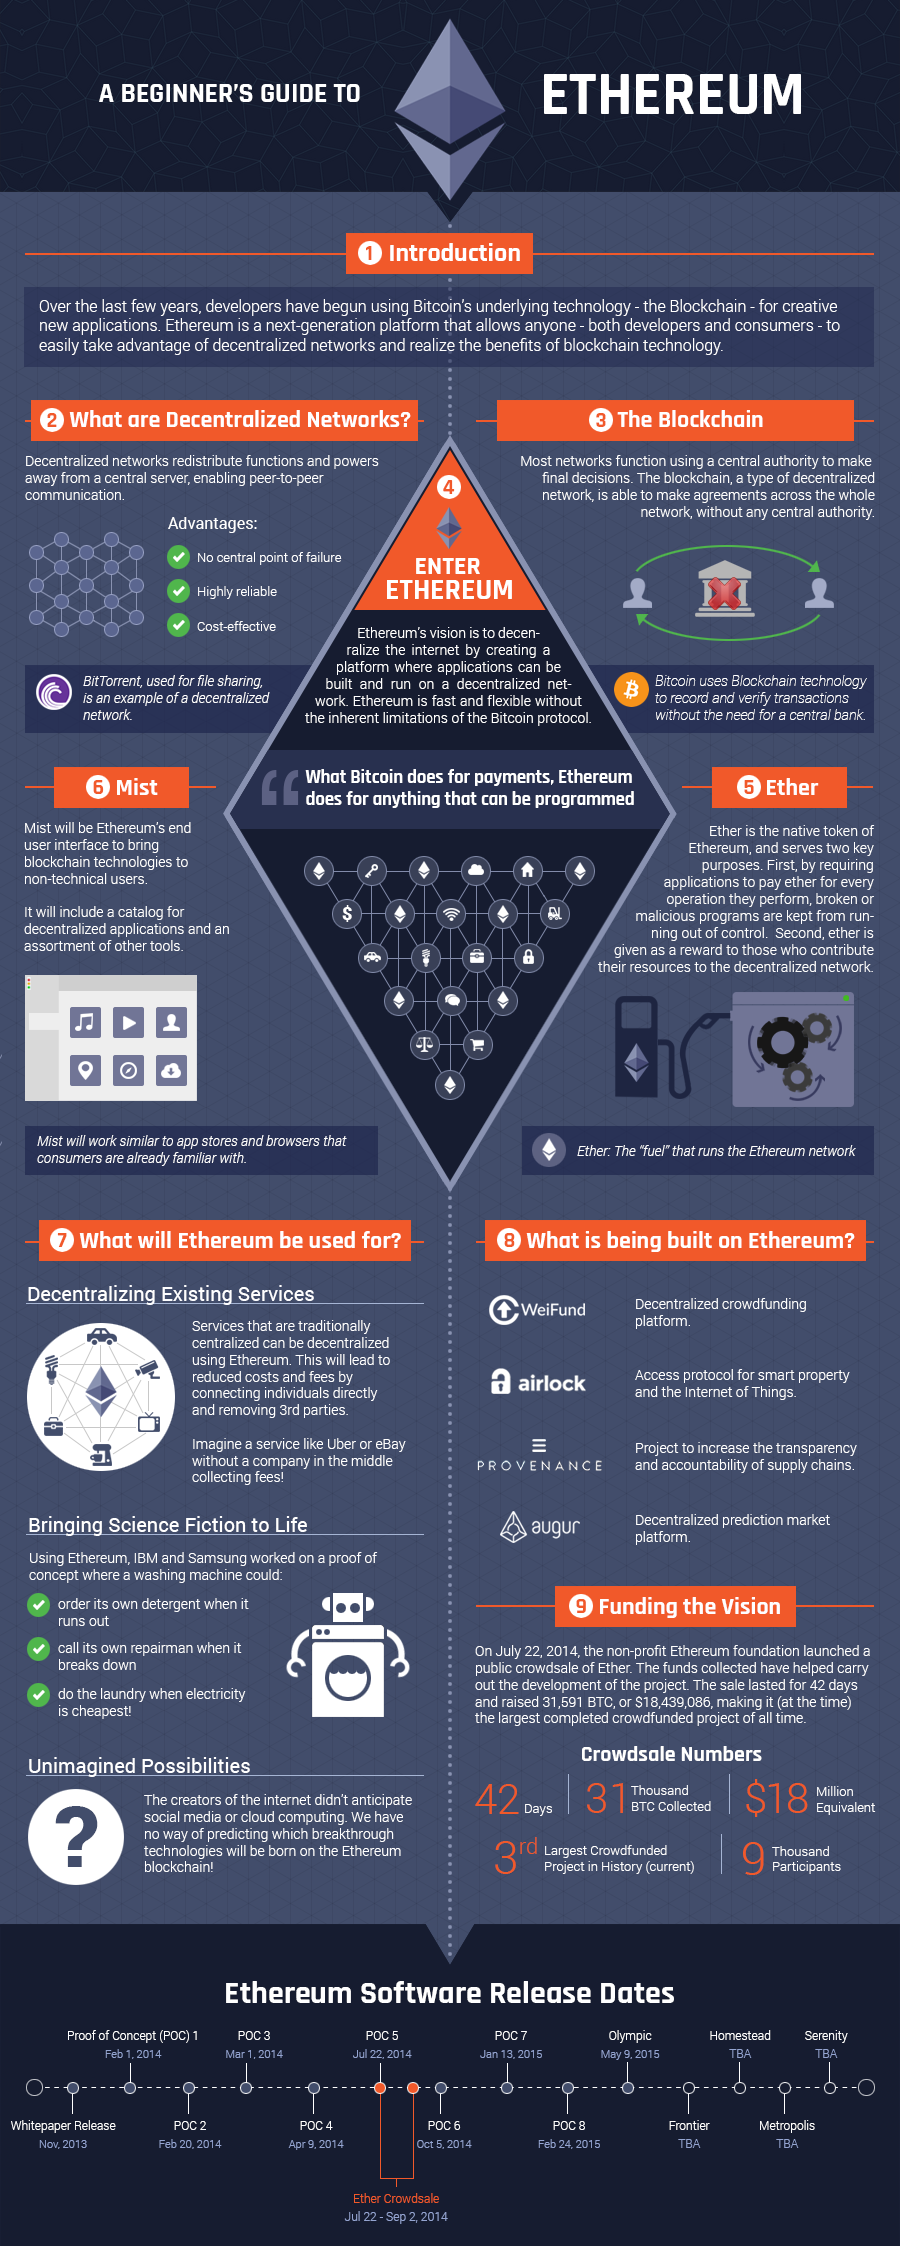 A BEGINNER'S GUIDE TO
ETHEREUM
1 Introduction
Over the last few years, developers have begun using Bitcoin's underlying technology - the Blockchain - for creative
new applications. Ethereum is a next-generation platform that allows anyone - both developers and consumers - to
easily take advantage of decentralized networks and realize the benefits of blockchain technology.
2 What are Decentralized Networks?
Decentralized networks redistribute functions and powers
away from a central server, enabling peer-to-peer
communication.
Advantages:
No central point of failure
Highly reliable
Cost-effective
BitTorrent, used for file sharing,
is an example of a decentralized
network.
3 The Blockchain
Most networks function using a central authority to make
final decisions. The blockchain, a type of decentralized
network, is able to make agreements across the whole
network, without any central authority.
Bitcoin uses Blockchain technology
to record and verify transactions
without the need for a central bank.
4
ENTER
ETHEREUM
Ethereum's vision is to decen-
ralize the internet by creating a
platform where applications can be
built and run on a decentralized net-
work. Ethereum is fast and flexible without
the inherent limitations of the Bitcoin protocol.
“ What Bitcoin does for payments, Ethereum
does for anything that can be programmed
$
5 Ether
Ether is the native token of
Ethereum, and serves two key
purposes. First, by requiring
applications to pay ether for every
operation they perform, broken or
malicious programs are kept from run-
ning out of control. Second, ether is
given as a reward to those who contribute
their resources to the decentralized network.
Ether: The “fuel” that runs the Ethereum network
6 Mist
Mist will be Ethereum's end
user interface to bring
blockchain technologies to
non-technical users.
It will include a catalog for
decentralized applications and an
assortment of other tools.
Mist will work similar to app stores and browsers that
consumers are already familiar with.
7 What will Ethereum be used for?
Decentralizing Existing Services
Services that are traditionally
centralized can be decentralized
using Ethereum. This will lead to
reduced costs and fees by
connecting individuals directly
and removing 3rd parties.
Imagine a service like Uber or eBay
without a company in the middle
collecting fees!
Bringing Science Fiction to Life
Using Ethereum, IBM and Samsung worked on a proof of
concept where a washing machine could:
order its own detergent when it
runs out
call its own repairman when it
breaks down
do the laundry when electricity
is cheapest!
Unimagined Possibilities
?
The creators of the internet didn't anticipate
social media or cloud computing. We have
no way of predicting which breakthrough
technologies will be born on the Ethereum
blockchain!
8 What is being built on Ethereum?
WeiFund
Decentralized crowdfunding
platform.
airlock
Access protocol for smart property
and the Internet of Things.
PROVENANCE
Project to increase the transparency
and accountability of supply chains.
augur
Decentralized prediction market
platform.
9 Funding the Vision
On July 22, 2014, the non-profit Ethereum foundation launched a
public crowdsale of Ether. The funds collected have helped carry
out the development of the project. The sale lasted for 42 days
and raised 31,591 BTC, or $18,439,086, making it (at the time)
the largest completed crowdfunded project of all time.
Crowdsale Numbers
42 Days
31 Thousand
BTC Collected
$18 Million
Equivalent
3rd Largest Crowdfunded
Project in History (current)
9 Thousand
Participants
Ethereum Software Release Dates
Whitepaper Release
Nov, 2013
Proof of Concept (POC) 1
Feb 1, 2014
POC 2
Feb 20, 2014
POC 3
Mar 1, 2014
POC 4
Apr 9, 2014
POC 5
Jul 22, 2014
Ether Crowdsale
Jul 22 - Sep 2, 2014
POC 6
Oct 5, 2014
POC 7
Jan 13, 2015
POC 8
Feb 24, 2015
Olympic
May 9, 2015
Frontier
TBA
Homestead
TBA
Metropolis
TBA
Serenity
TBA